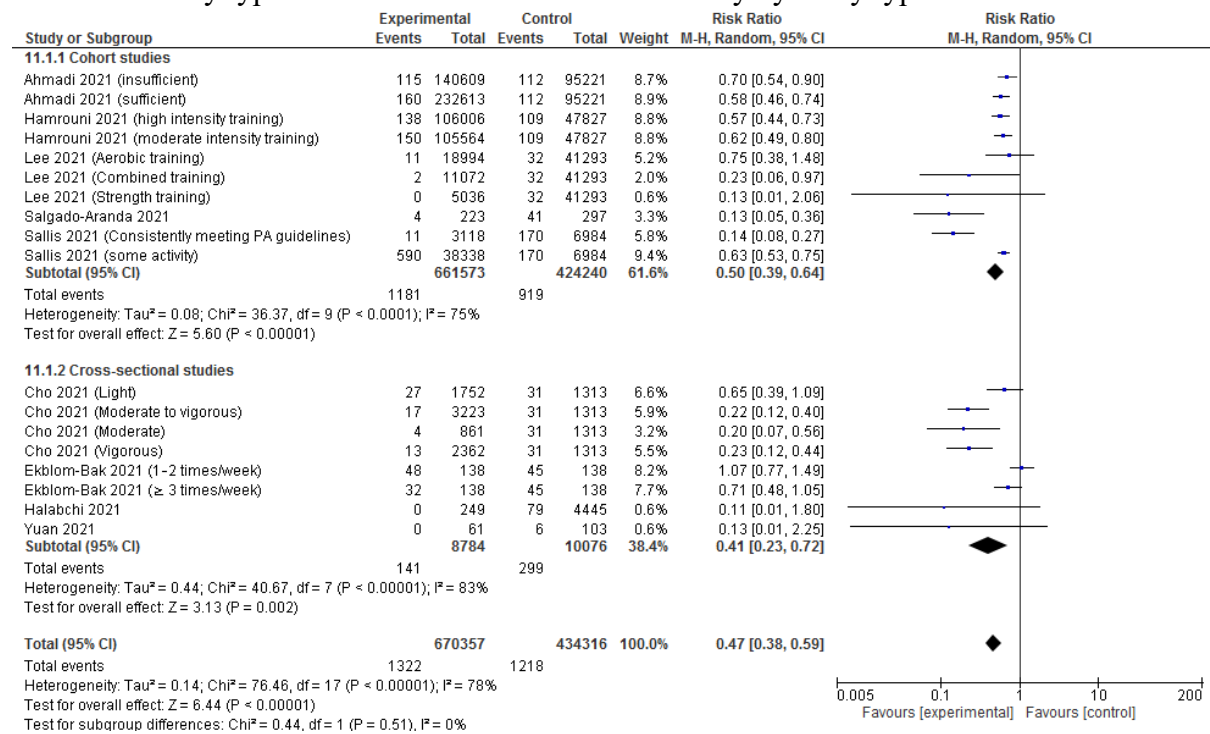 Experimental Control Risk Ratio Risk Ratio
Study or Subgroup Events Total Events Total Weight M-H, Random, 95% CI M-H, Random, 95% CI
11.1.1 Cohort studies
Ahmadi 2021 (insufficient) 115 140609 112 95221 8.7% 0.70 [0.54, 0.90]
Ahmadi 2021 (sufficient) 160 232613 112 95221 8.9% 0.58 [0.46, 0.74]
Hamrouni 2021 (high intensity training) 138 106006 109 47827 8.8% 0.57 [0.44, 0.73]
Hamrouni 2021 (moderate intensity training) 150 105564 109 47827 8.8% 0.62 [0.49, 0.80]
Lee 2021 (Aerobic training) 11 18994 32 41293 5.2% 0.75 [0.38, 1.48]
Lee 2021 (Combined training) 2 11072 32 41293 2.0% 0.23 [0.06, 0.97]
Lee 2021 (Strength training) 0 5036 32 41293 0.6% 0.13 [0.01, 2.06]
Salgado-Aranda 2021 4 223 41 297 3.3% 0.13 [0.05, 0.36]
Sallis 2021 (Consistently meeting PA guidelines) 11 3118 170 6984 5.8% 0.14 [0.08, 0.27]
Sallis 2021 (some activity) 590 38338 170 6984 9.4% 0.63 [0.53, 0.75]
Subtotal (95% CI) 661573 424240 61.6% 0.50 [0.39, 0.64]
Total events 1181 919
Heterogeneity: Tau² = 0.08; Chi² = 36.37, df = 9 (P < 0.0001); I² = 75%
Test for overall effect: Z = 5.60 (P < 0.00001)
11.1.2 Cross-sectional studies
Cho 2021 (Light) 27 1752 31 1313 6.6% 0.65 [0.39, 1.09]
Cho 2021 (Moderate to vigorous) 17 3223 31 1313 5.9% 0.22 [0.12, 0.40]
Cho 2021 (Moderate) 4 861 31 1313 3.2% 0.20 [0.07, 0.56]
Cho 2021 (Vigorous) 13 2362 31 1313 5.5% 0.23 [0.12, 0.44]
Ekblom-Bak 2021 (1-2 times/week) 48 138 45 138 8.2% 1.07 [0.77, 1.49]
Ekblom-Bak 2021 (≥ 3 times/week) 32 138 45 138 7.7% 0.71 [0.48, 1.05]
Halabchi 2021 0 249 79 4445 0.6% 0.11 [0.01, 1.80]
Yuan 2021 0 61 6 103 0.6% 0.13 [0.01, 2.25]
Subtotal (95% CI) 8784 10076 38.4% 0.41 [0.23, 0.72]
Total events 141 299
Heterogeneity: Tau² = 0.44; Chi² = 40.67, df = 7 (P < 0.00001); I² = 83%
Test for overall effect: Z = 3.13 (P = 0.002)
Total (95% CI) 670357 434316 100.0% 0.47 [0.38, 0.59]
Total events 1322 1218
Heterogeneity: Tau² = 0.14; Chi² = 76.46, df = 17 (P < 0.00001); I² = 78%
Test for overall effect: Z = 6.44 (P < 0.00001)
Test for subgroup differences: Chi² = 0.44, df = 1 (P = 0.51), I² = 0%
0.005 0.1 1 10 200
Favours [experimental] Favours [control]